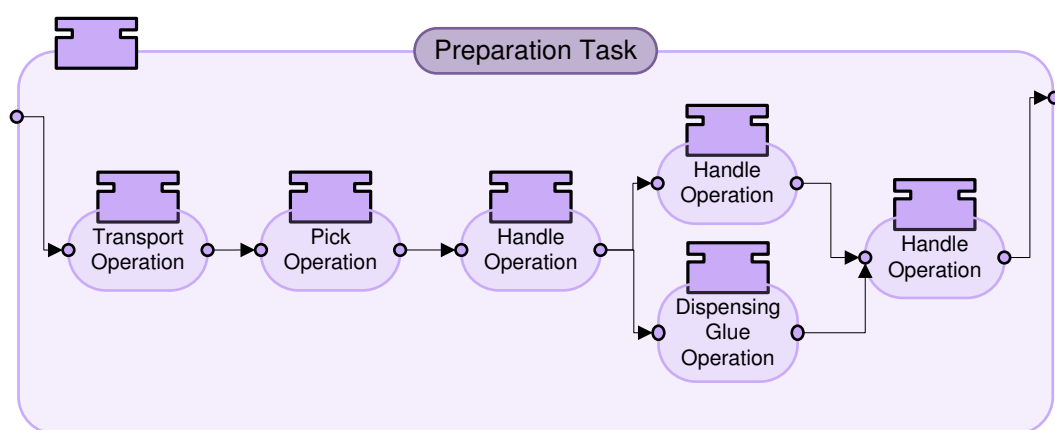 Preparation Task
Transport
Operation
Pick
Operation
Handle
Operation
Handle
Operation
Dispensing
Glue
Operation
Handle
Operation